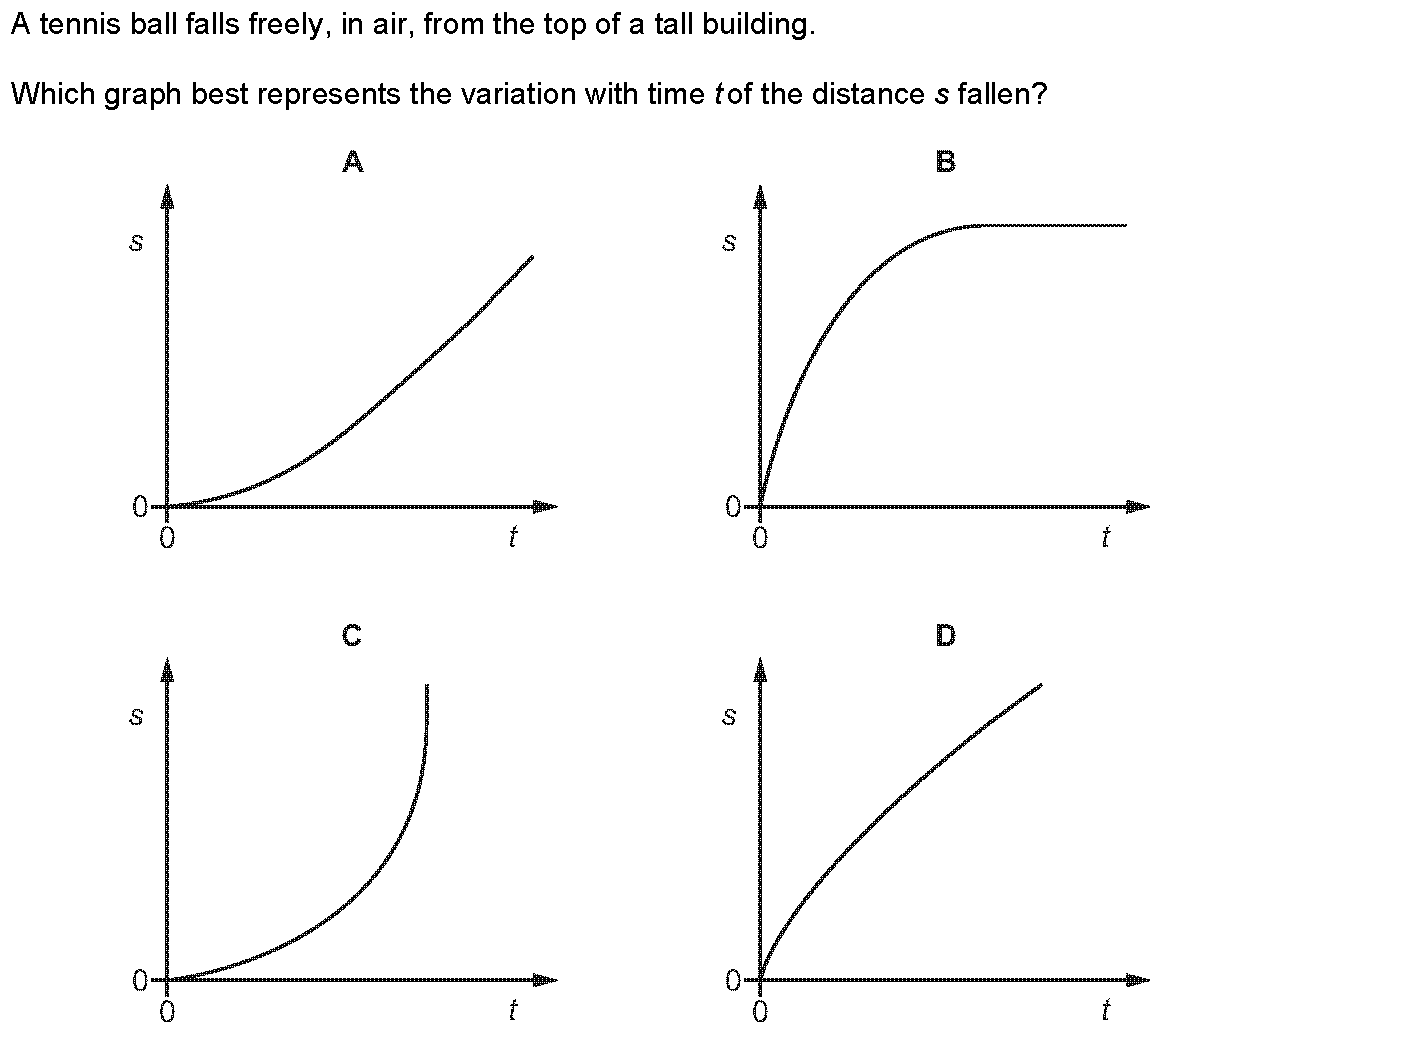 A tennis ball falls freely, in air, from the top of a tall building.
Which graph best represents the variation with time t of the distance s fallen?
A
B
s
s
0
0
0
t
0
t
C
D
s
s
0
0
0
t
0
t